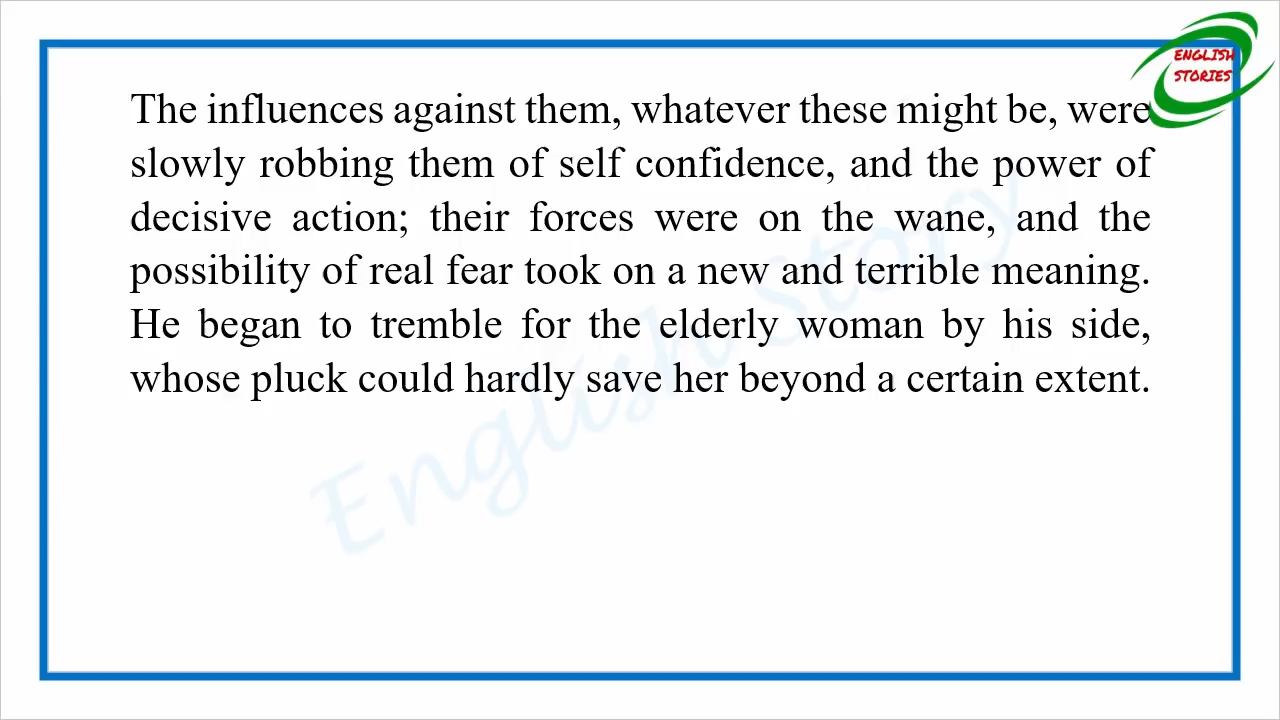 ENGLISH
STORIES
The influences against them, whatever these might be, were
slowly robbing them of self confidence, and the power of
decisive action; their forces were on the wane, and the
possibility of real fear took on a new and terrible meaning.
He began to tremble for the elderly woman by his side,
whose pluck could hardly save her beyond a certain extent.
English Story